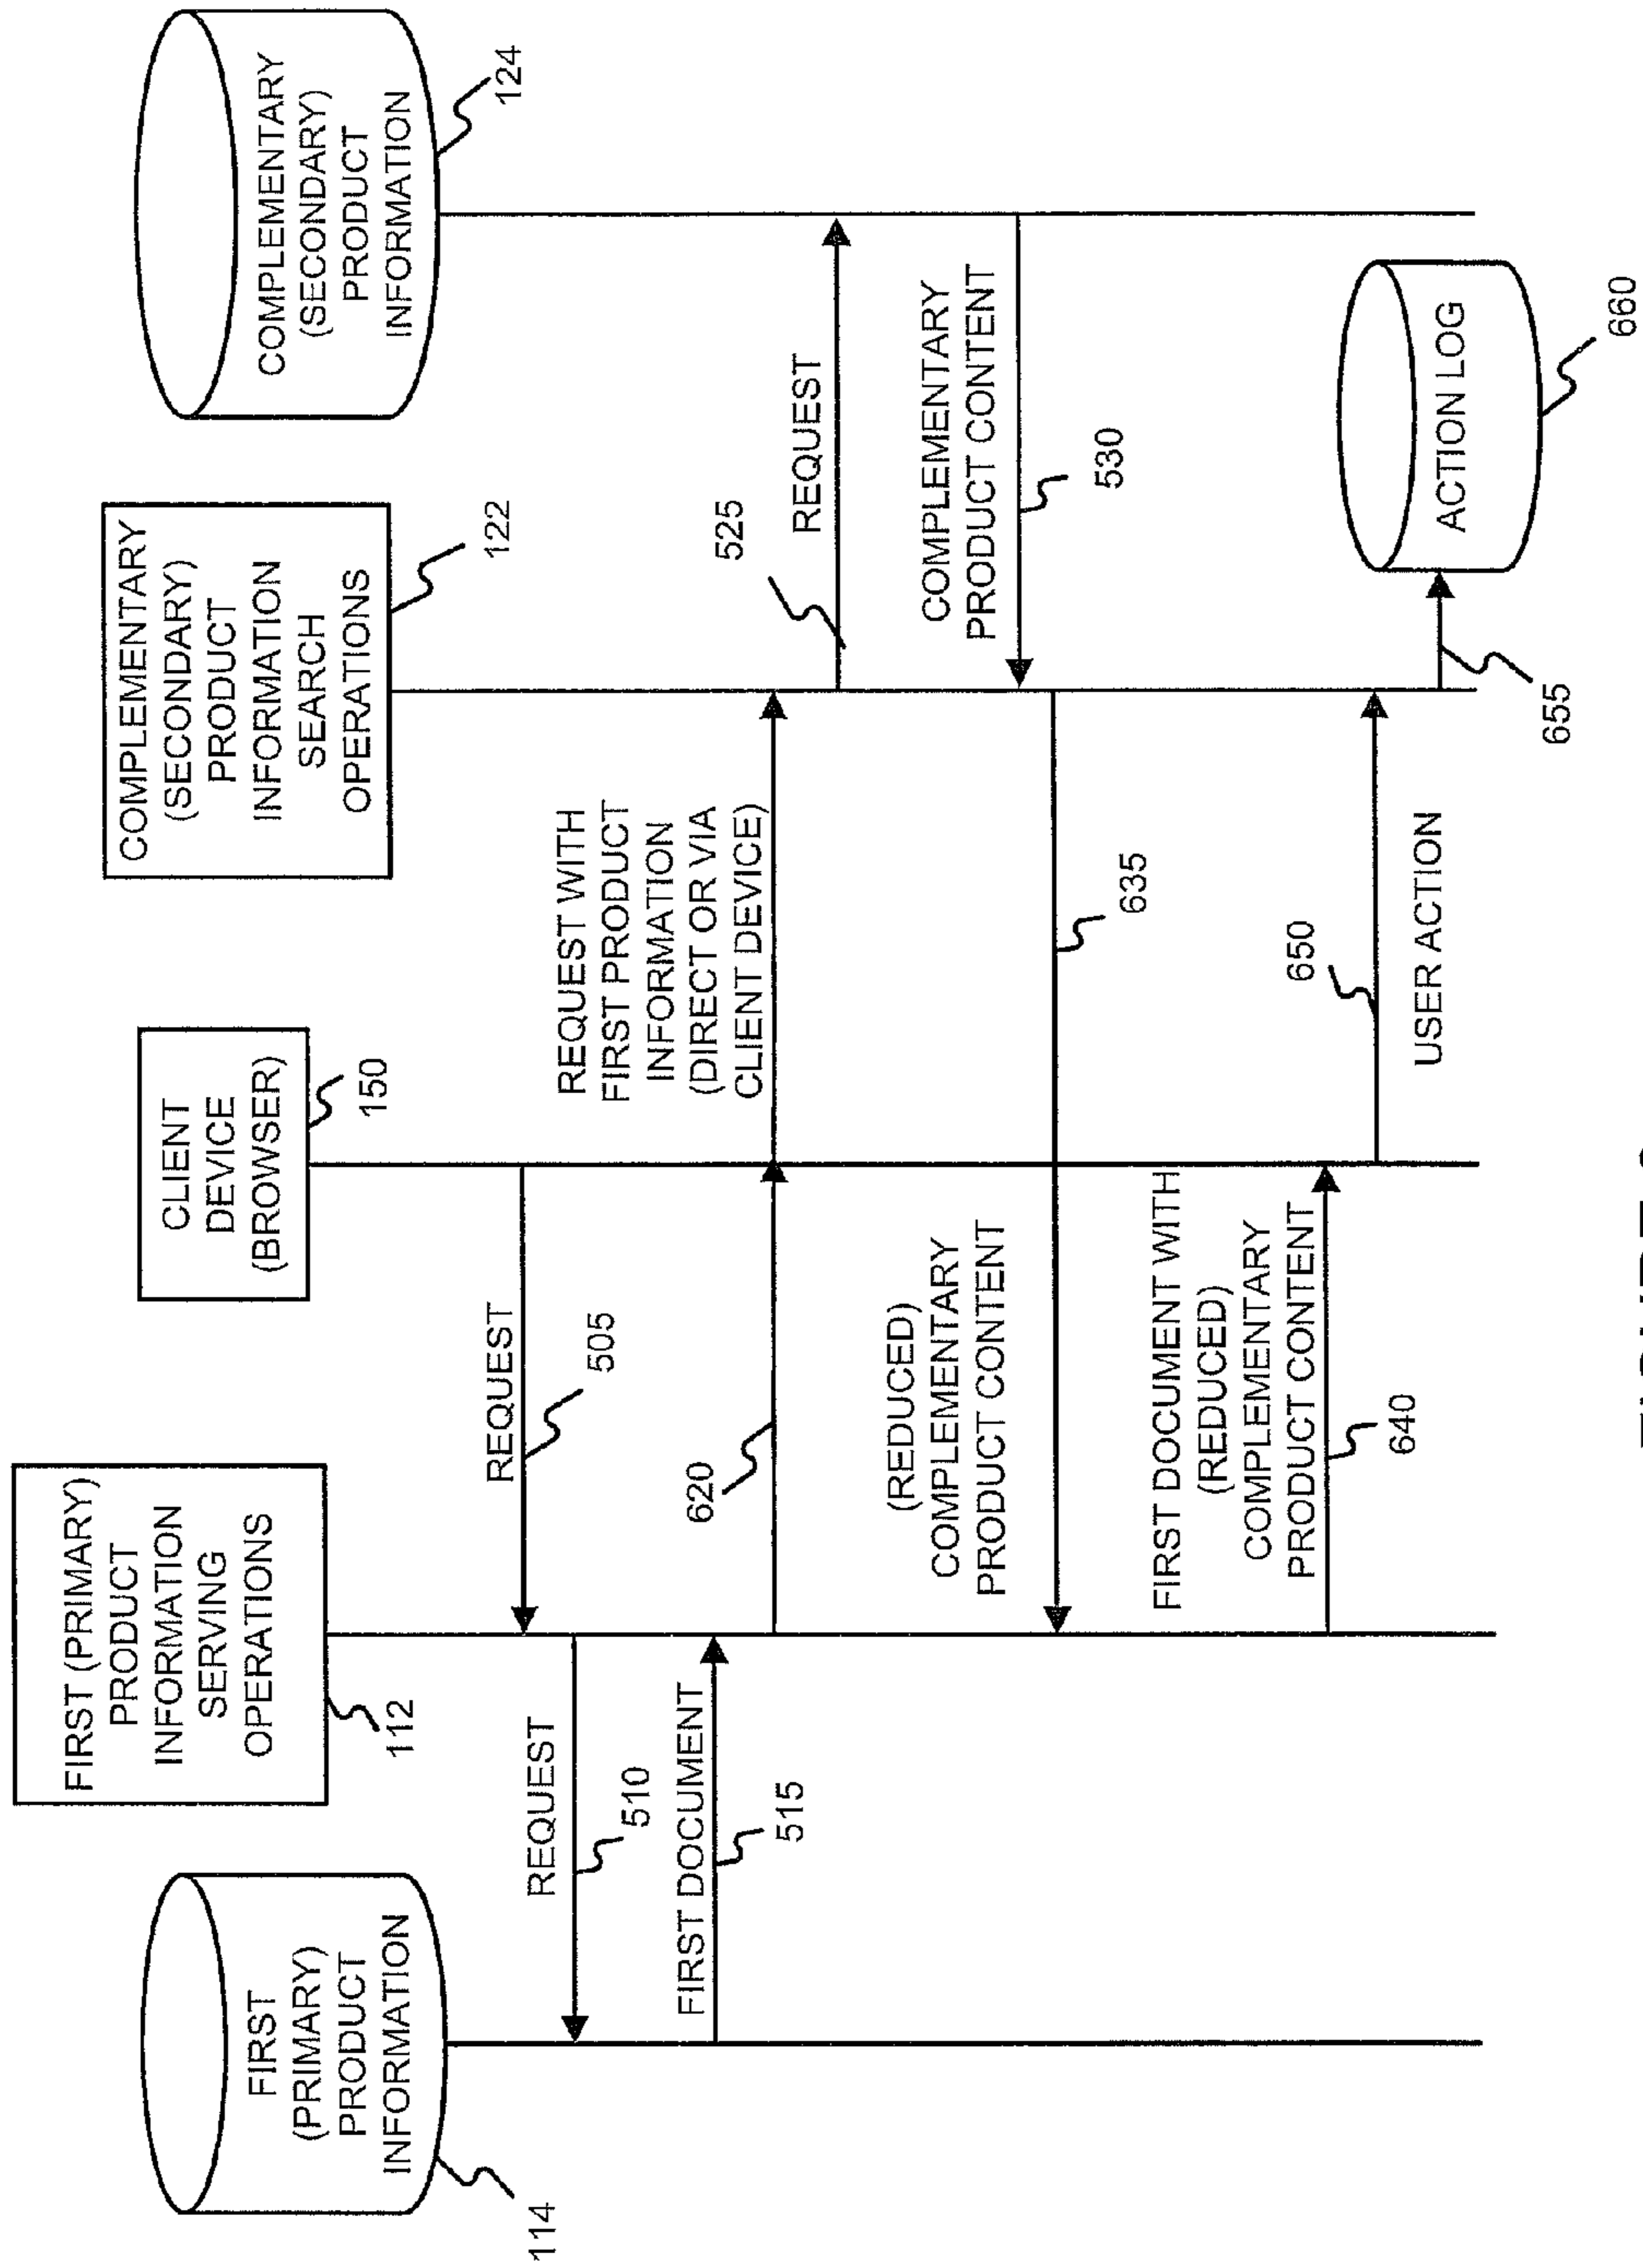 FIRST
(PRIMARY)
PRODUCT
INFORMATION
114
FIRST (PRIMARY)
PRODUCT
INFORMATION
SERVING
OPERATIONS
112
CLIENT
DEVICE
(BROWSER)
150
COMPLEMENTARY
(SECONDARY)
PRODUCT
INFORMATION
SEARCH
OPERATIONS
122
COMPLEMENTARY
(SECONDARY)
PRODUCT
INFORMATION
124
REQUEST
505
REQUEST
510
FIRST DOCUMENT
515
620
REQUEST WITH
FIRST PRODUCT
INFORMATION
(DIRECT OR VIA
CLIENT DEVICE)
525
REQUEST
COMPLEMENTARY
PRODUCT CONTENT
530
(REDUCED)
COMPLEMENTARY
PRODUCT CONTENT
635
FIRST DOCUMENT WITH
(REDUCED)
COMPLEMENTARY
PRODUCT CONTENT
640
650
USER ACTION
655
ACTION LOG
660